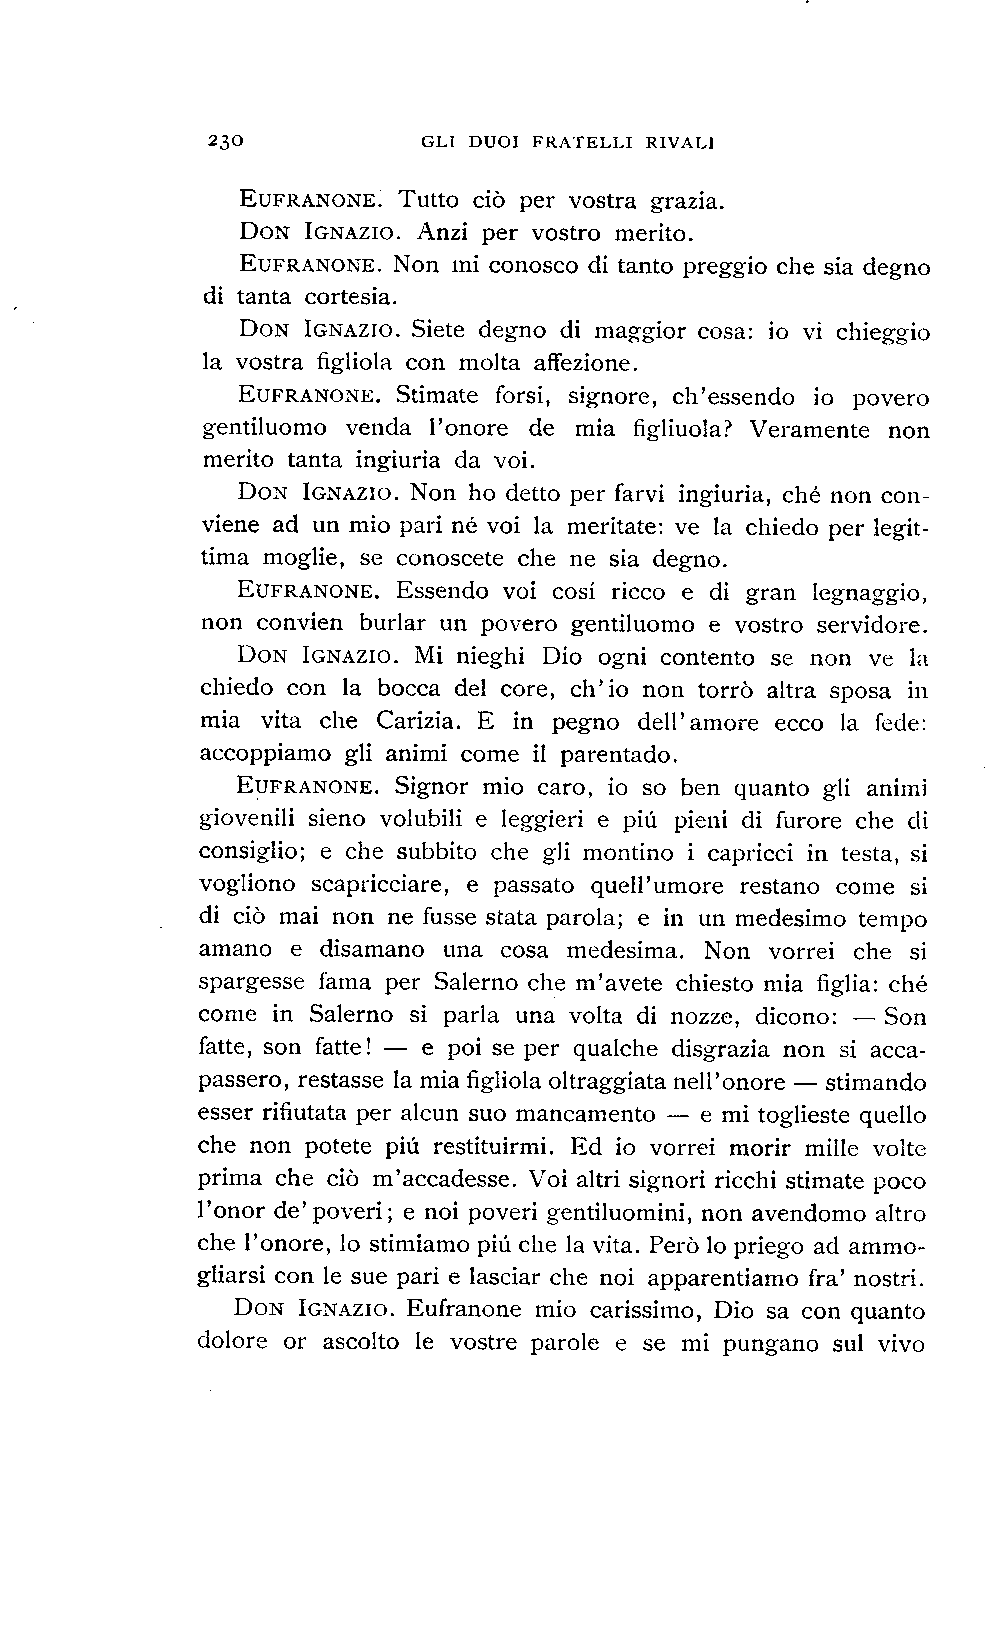 230 GLI DUOI FRATELLI RIVALI
EUFRANONE. Tutto ciò per vostra grazia.
DON IGNAZIO. Anzi per vostro merito.
EUFRANONE. Non mi conosco di tanto preggio che sia degno
di tanta cortesia.
DON IGNAZIO. Siete degno di maggior cosa: io vi chieggio
la vostra figliola con molta affezione.
EUFRANONE. Stimate forsi, signore, ch'essendo io povero
gentiluomo venda l'onore de mia figliuola? Veramente non
merito tanta ingiuria da voi.
DON IGNAZIO. Non ho detto per farvi ingiuria, ché non con-
viene ad un mio pari né voi la meritate: ve la chiedo per legit-
tima moglie, se conoscete che ne sia degno.
EUFRANONE. Essendo voi cosí ricco e di gran legnaggio,
non convien burlar un povero gentiluomo e vostro servidore.
DON IGNAZIO. Mi nieghi Dio ogni contento se non ve la
chiedo con la bocca del core, ch'io non torrò altra sposa in
mia vita che Carizia. E in pegno dell'amore ecco la fede:
accoppiamo gli animi come il parentado.
EUFRANONE. Signor mio caro, io so ben quanto gli animi
giovenili sieno volubili e leggieri e piú pieni di furore che di
consiglio; e che subbito che gli montino i capricci in testa, si
vogliono scapricciare, e passato quell'umore restano come si
di ciò mai non ne fusse stata parola; e in un medesimo tempo
amano e disamano una cosa medesima. Non vorrei che si
spargesse fama per Salerno che m'avete chiesto mia figlia: ché
come in Salerno si parla una volta di nozze, dicono: — Son
fatte, son fatte! — e poi se per qualche disgrazia non si acca-
passero, restasse la mia figliola oltraggiata nell'onore — stimando
esser rifiutata per alcun suo mancamento — e mi toglieste quello
che non potete piú restituirmi. Ed io vorrei morir mille volte
prima che ciò m'accadesse. Voi altri signori ricchi stimate poco
l'onor de' poveri; e noi poveri gentiluomini, non avendomo altro
che l'onore, lo stimiamo piú che la vita. Però lo priego ad ammo-
gliarsi con le sue pari e lasciar che noi apparentiamo fra' nostri.
DON IGNAZIO. Eufranone mio carissimo, Dio sa con quanto
dolore or ascolto le vostre parole e se mi pungano sul vivo